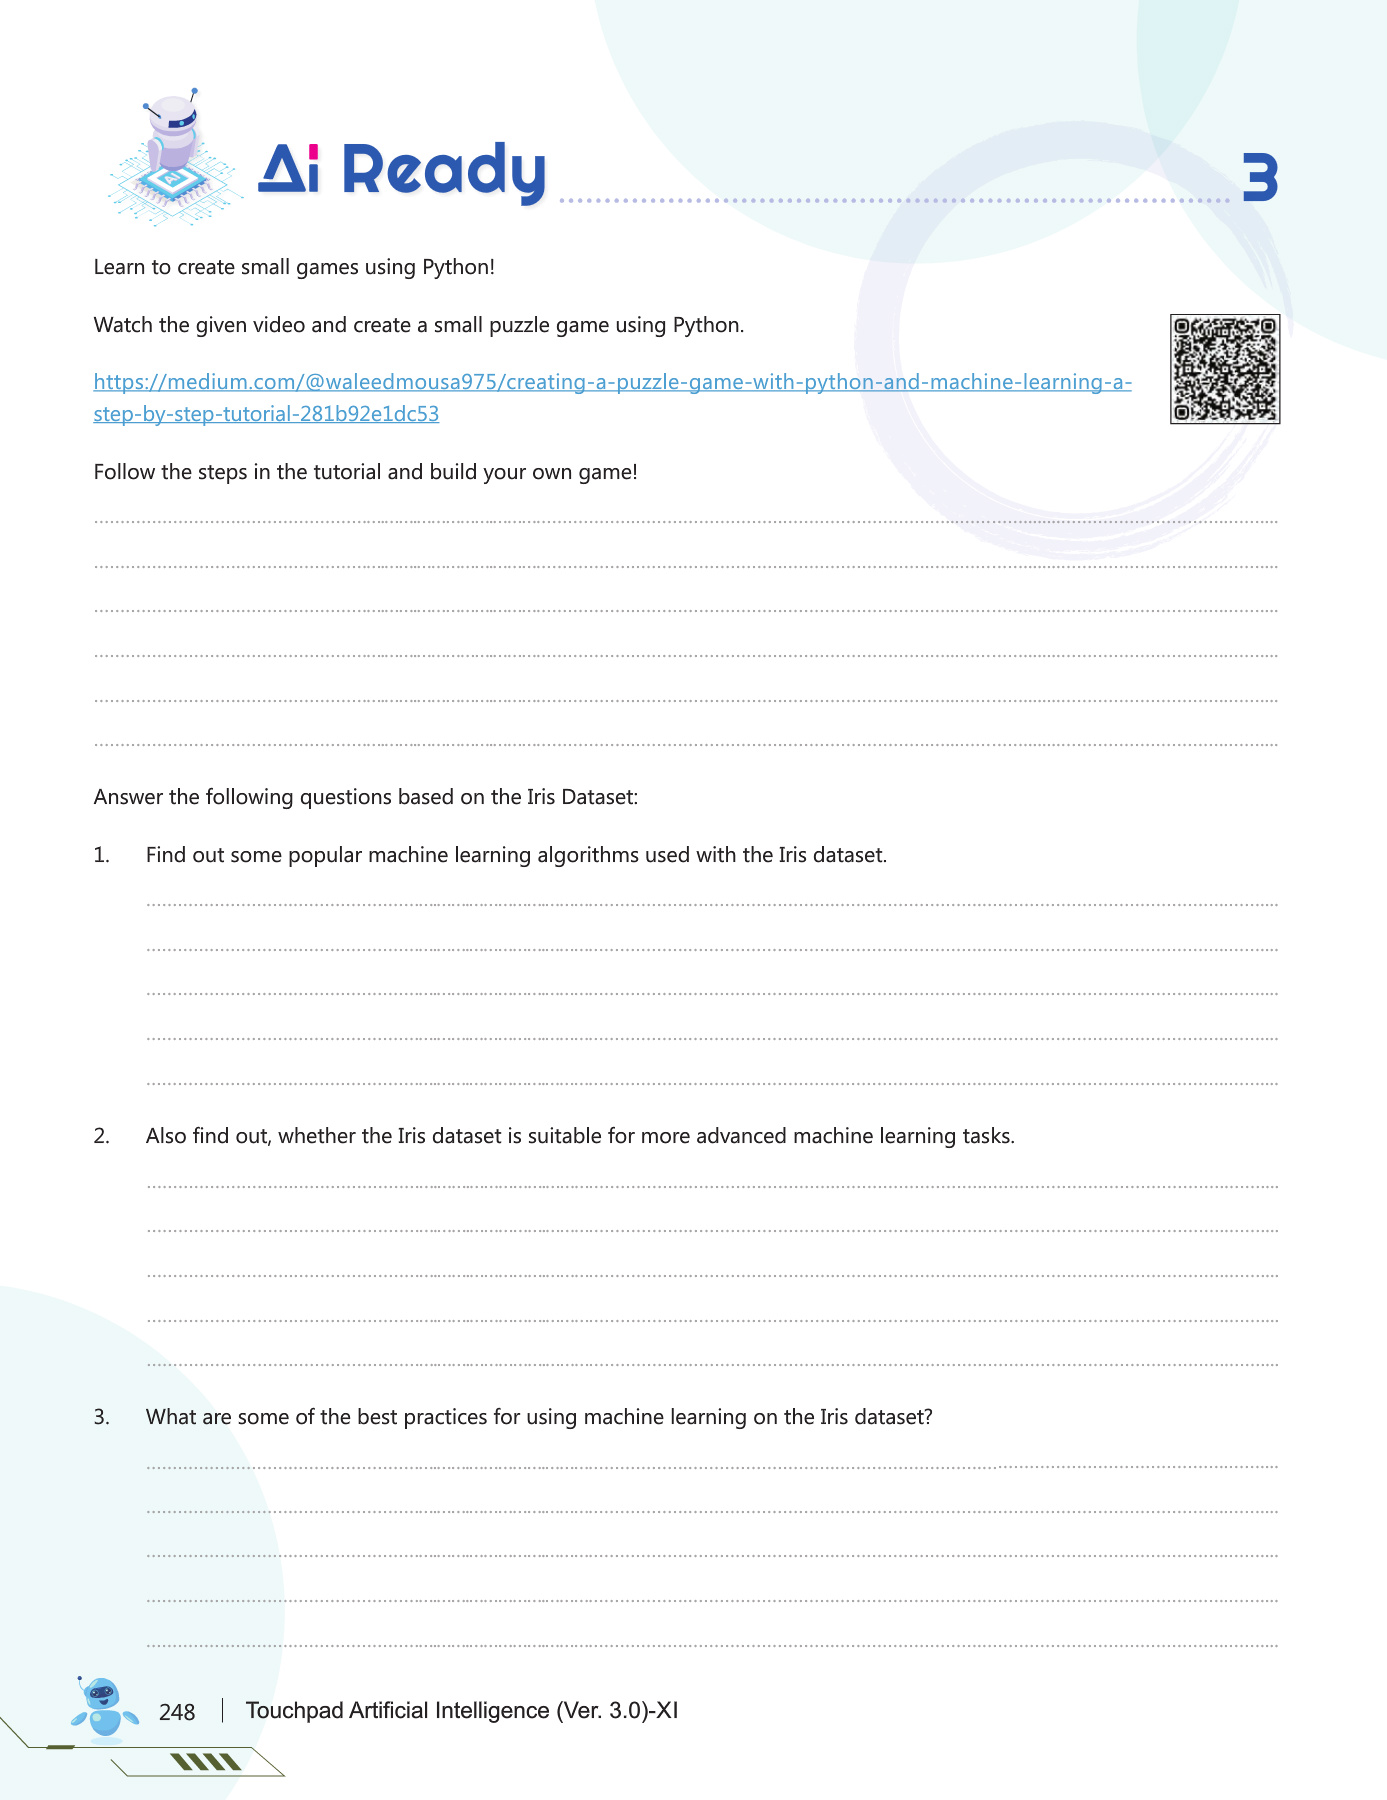 Ai Ready
3
Learn to create small games using Python!
Watch the given video and create a small puzzle game using Python.
https://medium.com/@waleedmousa975/creating-a-puzzle-game-with-python-and-machine-learning-a-
step-by-step-tutorial-281b92e1dc53
Follow the steps in the tutorial and build your own game!
Answer the following questions based on the Iris Dataset:
1. Find out some popular machine learning algorithms used with the Iris dataset.
2. Also find out, whether the Iris dataset is suitable for more advanced machine learning tasks.
3. What are some of the best practices for using machine learning on the Iris dataset?
248 Touchpad Artificial Intelligence (Ver. 3.0)-XI